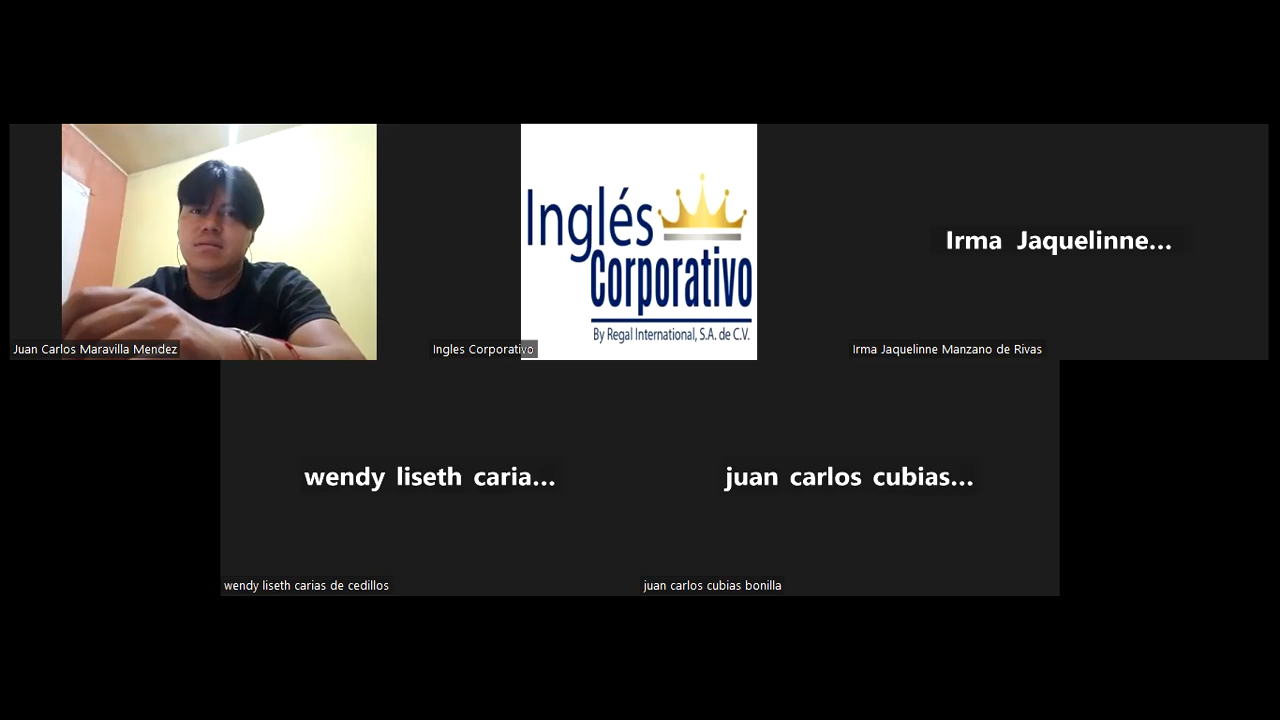 Inglés
Corporativo
By Regal International, S.A. de C.V.
Irma Jaquelinne...
Juan Carlos Maravilla Mendez
Ingles Corporativo
Irma Jaquelinne Manzano de Rivas
wendy liseth caria...
juan carlos cubias...
wendy liseth carias de cedillos
juan carlos cubias bonilla